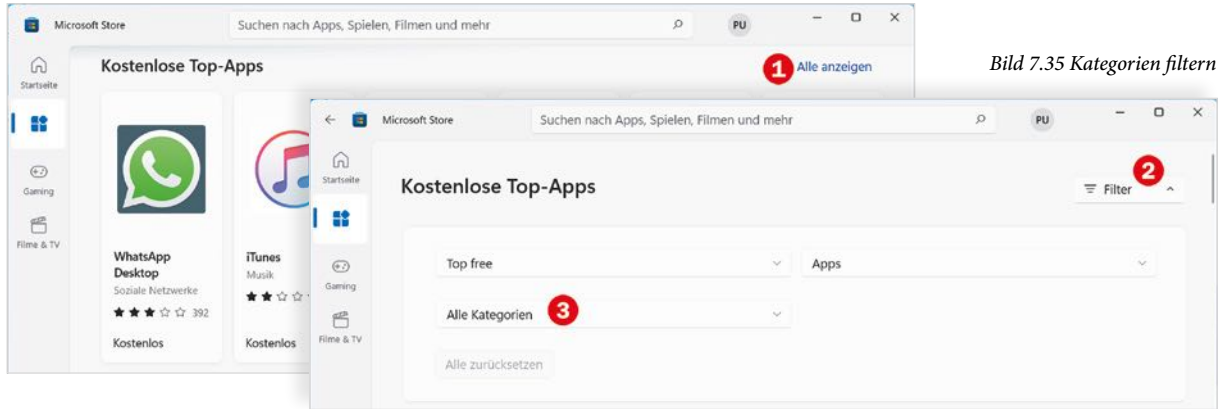 Microsoft Store
Suchen nach Apps, Spielen, Filmen und mehr
PU
Startseite
Kostenlose Top-Apps
1
Alle anzeigen
Gaming
Filme & TV
WhatsApp
Desktop
Soziale Netzwerke
392
Kostenlos
iTunes
Musik
Kostenlos
Bild 7.35 Kategorien filtern
Microsoft Store
Suchen nach Apps, Spielen, Filmen und mehr
PU
Startseite
Kostenlose Top-Apps
2
Filter
Gaming
Filme & TV
Top free
Apps
Alle Kategorien
3
Alle zurücksetzen